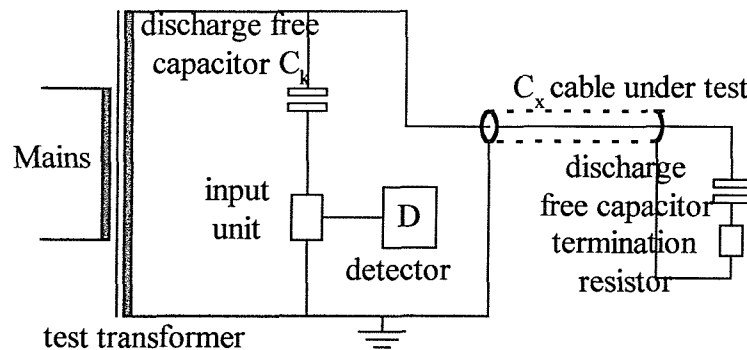 discharge free
capacitor C_k
C_x cable under test
Mains
discharge
free capacitor
termination
resistor
input
unit
D
detector
test transformer